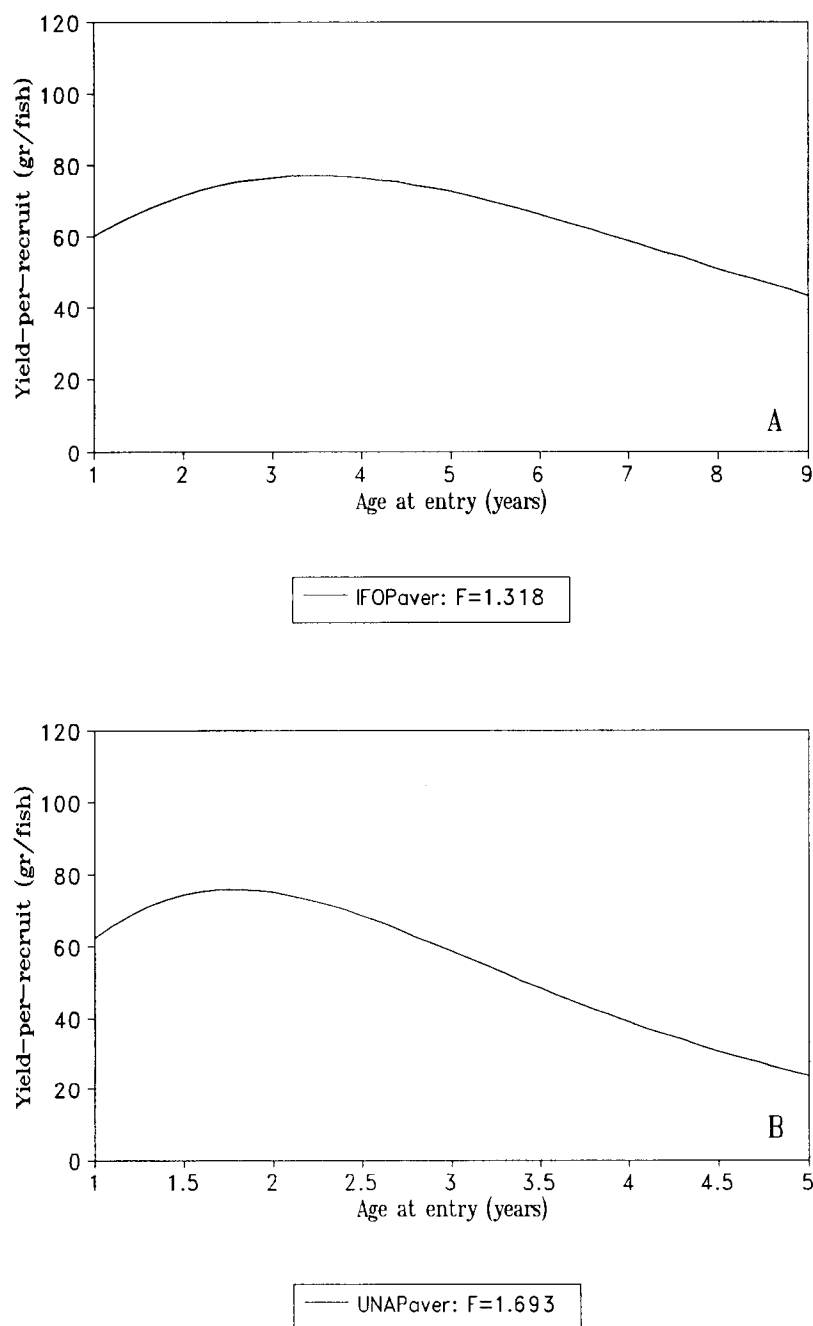 120
100
80
60
40
20
0
Yield-per-recruit (gr/fish)
A
1 2 3 4 5 6 7 8 9
Age at entry (years)
IFOPaver: F=1.318
120
100
80
60
40
20
0
Yield-per-recruit (gr/fish)
B
1 1.5 2 2.5 3 3.5 4 4.5 5
Age at entry (years)
UNAPaver: F=1.693